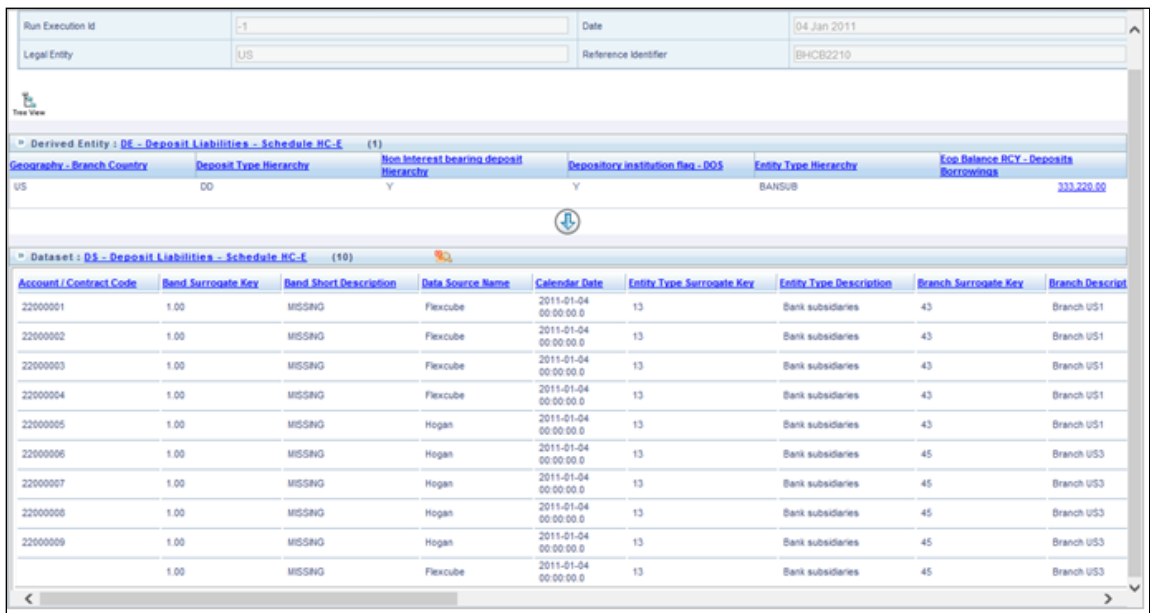 Run Execution Id -1 Date 04 Jan 2011
Legal Entity US Reference Identifier BHCB2210
Tree View
» Derived Entity : DE - Deposit Liabilities - Schedule HC-E (1)
Geography - Branch Country Deposit Type Hierarchy Non Interest bearing deposit Hierarchy Depository institution flag - DOS Entity Type Hierarchy Eop Balance RCY - Deposits Borrowings
US DD Y Y BANSUB 333,220.00
» Dataset : DS - Deposit Liabilities - Schedule HC-E (10)
Account / Contract Code Band Surrogate Key Band Short Description Data Source Name Calendar Date Entity Type Surrogate Key Entity Type Description Branch Surrogate Key Branch Descript
22000001 1.00 MISSING Flexcube 2011-01-04 00:00:00.0 13 Bank subsidiaries 43 Branch US1
22000002 1.00 MISSING Flexcube 2011-01-04 00:00:00.0 13 Bank subsidiaries 43 Branch US1
22000003 1.00 MISSING Flexcube 2011-01-04 00:00:00.0 13 Bank subsidiaries 43 Branch US1
22000004 1.00 MISSING Flexcube 2011-01-04 00:00:00.0 13 Bank subsidiaries 43 Branch US1
22000005 1.00 MISSING Hogan 2011-01-04 00:00:00.0 13 Bank subsidiaries 43 Branch US1
22000006 1.00 MISSING Hogan 2011-01-04 00:00:00.0 13 Bank subsidiaries 45 Branch US3
22000007 1.00 MISSING Hogan 2011-01-04 00:00:00.0 13 Bank subsidiaries 45 Branch US3
22000008 1.00 MISSING Hogan 2011-01-04 00:00:00.0 13 Bank subsidiaries 45 Branch US3
22000009 1.00 MISSING Hogan 2011-01-04 00:00:00.0 13 Bank subsidiaries 45 Branch US3
1.00 MISSING Flexcube 2011-01-04 00:00:00.0 13 Bank subsidiaries 45 Branch US3